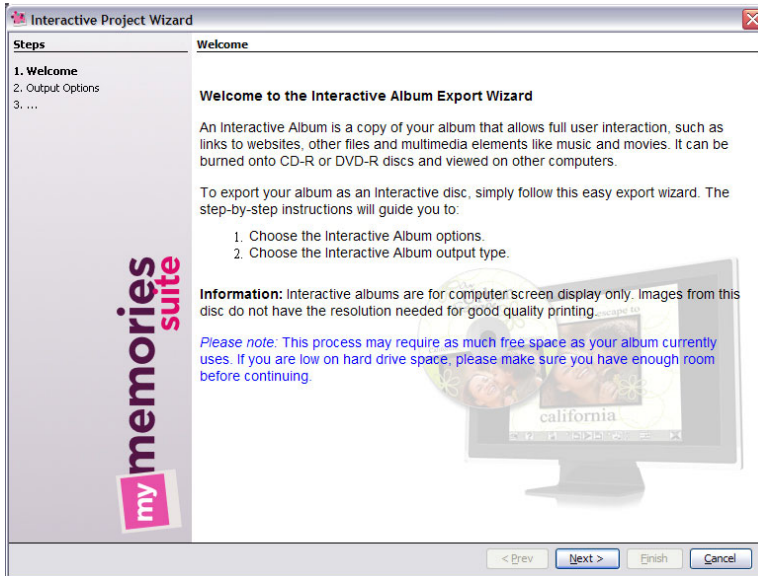 Interactive Project Wizard
Steps
1. Welcome
2. Output Options
3. ...
my memories
suite
Welcome
Welcome to the Interactive Album Export Wizard
An Interactive Album is a copy of your album that allows full user interaction, such as
links to websites, other files and multimedia elements like music and movies. It can be
burned onto CD-R or DVD-R discs and viewed on other computers.
To export your album as an Interactive disc, simply follow this easy export wizard. The
step-by-step instructions will guide you to:
1. Choose the Interactive Album options.
2. Choose the Interactive Album output type.
Information: Interactive albums are for computer screen display only. Images from this
disc do not have the resolution needed for good quality printing.
escape to
Please note: This process may require as much free space as your album currently
uses. If you are low on hard drive space, please make sure you have enough room
before continuing.
california
< Prev
Next >
Finish
Cancel